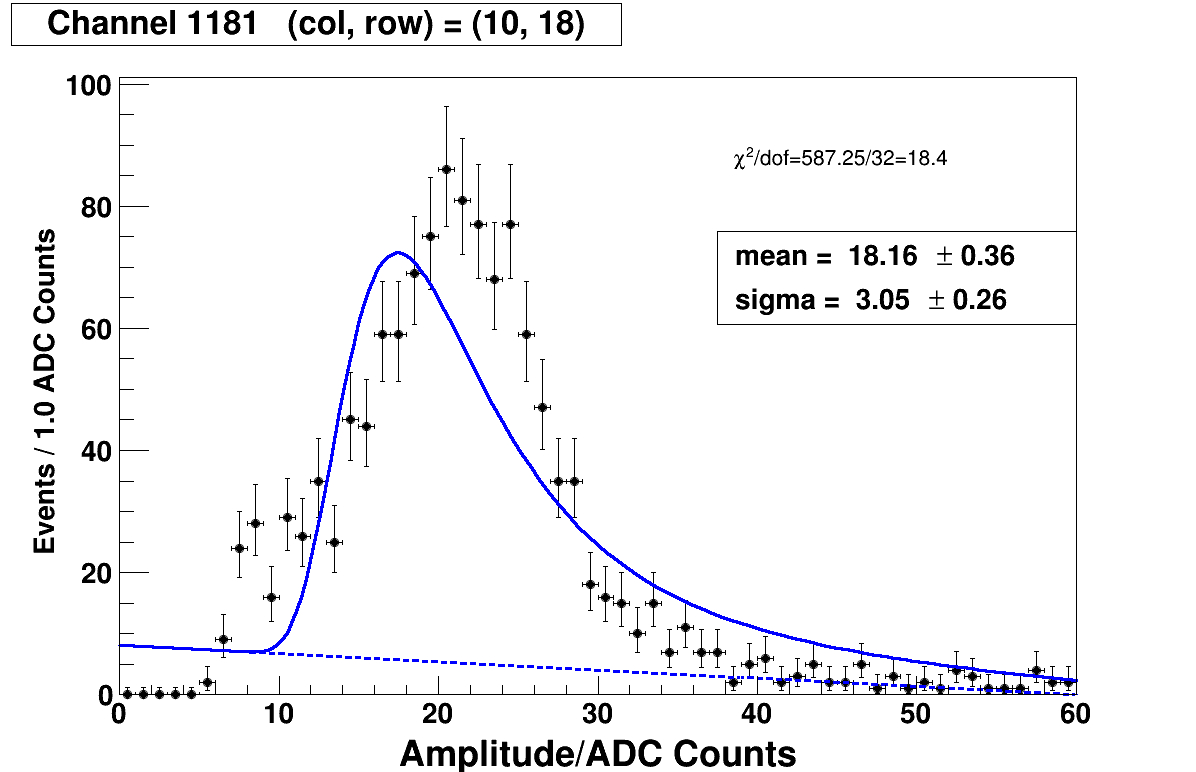 Channel 1181 (col, row) = (10, 18)
100
80
60
40
20
0
Events / 1.0 ADC Counts
χ²/dof=587.25/32=18.4
mean = 18.16 ± 0.36
sigma = 3.05 ± 0.26
0 10 20 30 40 50 60
Amplitude/ADC Counts